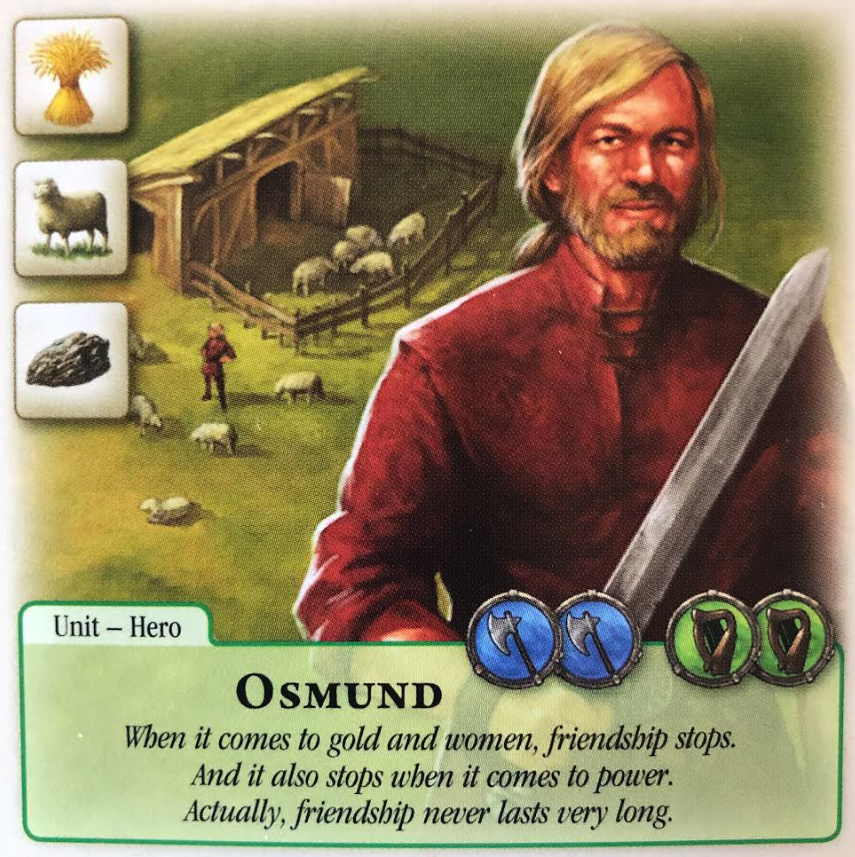 Unit – Hero
OSMUND
When it comes to gold and women, friendship stops.
And it also stops when it comes to power.
Actually, friendship never lasts very long.